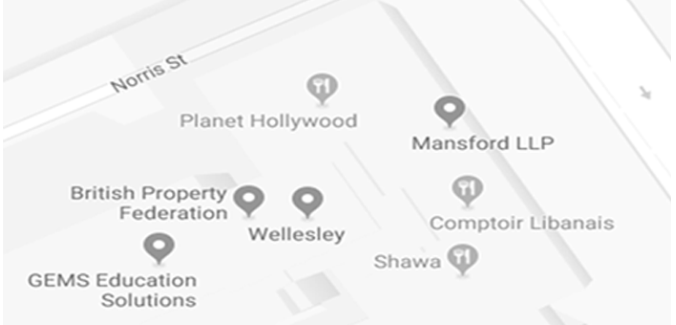 Norris St
Planet Hollywood
Mansford LLP
British Property
Federation
Wellesley
Comptoir Libanais
Shawa
GEMS Education
Solutions